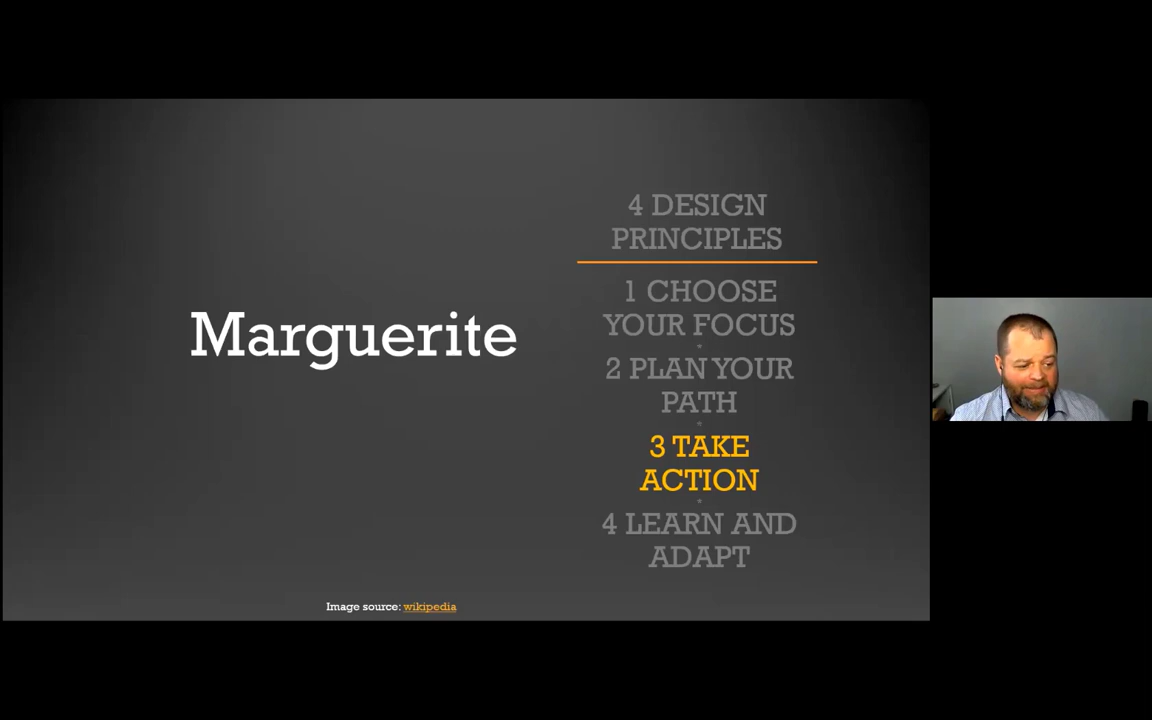 Marguerite
4 DESIGN
PRINCIPLES
1 CHOOSE
YOUR FOCUS
*
2 PLAN YOUR
PATH
*
3 TAKE
ACTION
*
4 LEARN AND
ADAPT
Image source: wikipedia